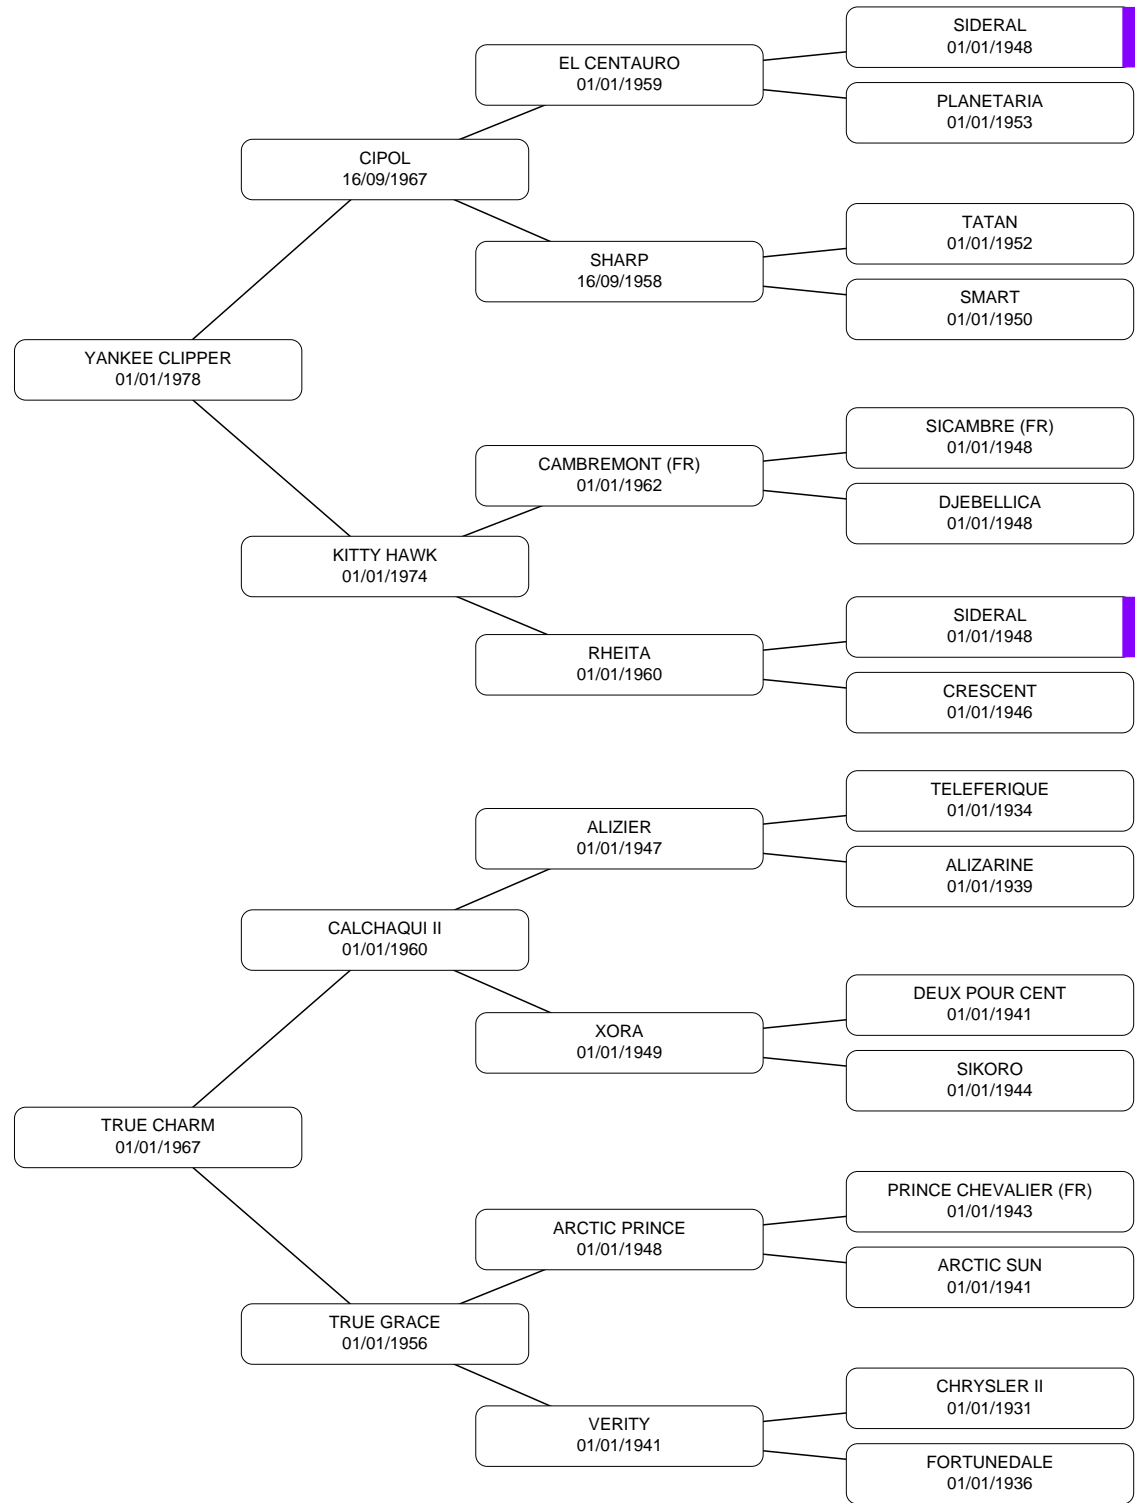 SIDERAL
01/01/1948
EL CENTAURO
01/01/1959
PLANETARIA
01/01/1953
CIPOL
16/09/1967
TATAN
01/01/1952
SHARP
16/09/1958
SMART
01/01/1950
YANKEE CLIPPER
01/01/1978
SICAMBRE (FR)
01/01/1948
CAMBREMONT (FR)
01/01/1962
DJEBELLICA
01/01/1948
KITTY HAWK
01/01/1974
SIDERAL
01/01/1948
RHEITA
01/01/1960
CRESCENT
01/01/1946
TELEFERIQUE
01/01/1934
ALIZIER
01/01/1947
ALIZARINE
01/01/1939
CALCHAQUI II
01/01/1960
DEUX POUR CENT
01/01/1941
XORA
01/01/1949
SIKORO
01/01/1944
TRUE CHARM
01/01/1967
PRINCE CHEVALIER (FR)
01/01/1943
ARCTIC PRINCE
01/01/1948
ARCTIC SUN
01/01/1941
TRUE GRACE
01/01/1956
CHRYSLER II
01/01/1931
VERITY
01/01/1941
FORTUNEDALE
01/01/1936